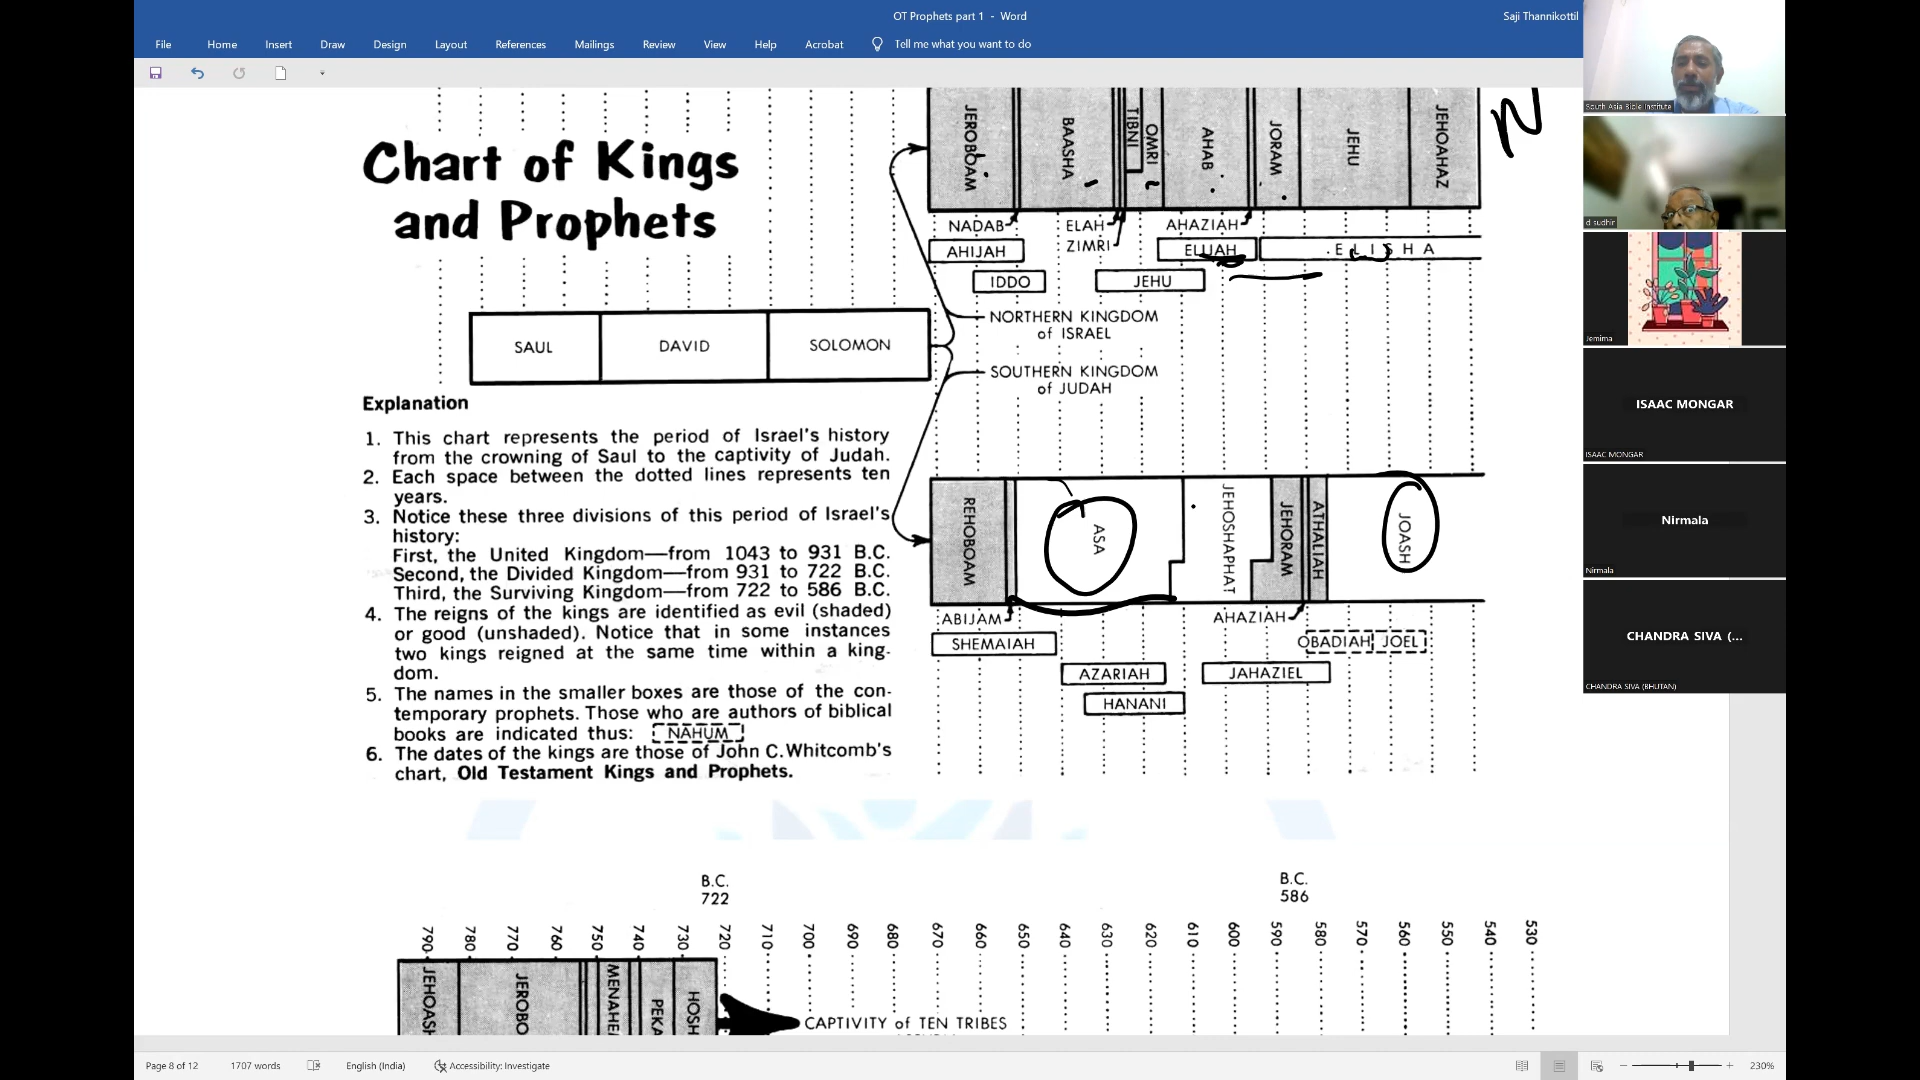 OT Prophets part 1 - Word
Saji Thannikottil
File Home Insert Draw Design Layout References Mailings Review View Help Acrobat Tell me what you want to do
Chart of Kings
and Prophets
JEROBOAM
BAASHA
TIBNI
OMRI
AHAB
JORAM
JEHU
JEHOAHAZ
N
NADAB
ELAH
ZIMRI
AHAZIAH
AHIJAH
ELIJAH
ELISHA
IDDO
JEHU
NORTHERN KINGDOM
of ISRAEL
SAUL
DAVID
SOLOMON
SOUTHERN KINGDOM
of JUDAH
REHOBOAM
ASA
JEHOSHAPHAT
JEHORAM
ATHALIAH
JOASH
ABIJAM
AHAZIAH
SHEMAIAH
OBADIAH
JOEL
AZARIAH
JAHAZIEL
HANANI
Explanation
1. This chart represents the period of Israel's history
from the crowning of Saul to the captivity of Judah.
2. Each space between the dotted lines represents ten
years.
3. Notice these three divisions of this period of Israel's
history:
First, the United Kingdom—from 1043 to 931 B.C.
Second, the Divided Kingdom—from 931 to 722 B.C.
Third, the Surviving Kingdom—from 722 to 586 B.C.
4. The reigns of the kings are identified as evil (shaded)
or good (unshaded). Notice that in some instances
two kings reigned at the same time within a king-
dom.
5. The names in the smaller boxes are those of the con-
temporary prophets. Those who are authors of biblical
books are indicated thus: NAHUM
6. The dates of the kings are those of John C. Whitcomb's
chart, Old Testament Kings and Prophets.
B.C.
722
B.C.
586
790 780 770 760 750 740 730 720 710 700 690 680 670 660 650 640 630 620 610 600 590 580 570 560 550 540 530
JEHOASH
JEROBO
MENAHE
PEKA
HOSH
CAPTIVITY of TEN TRIBES
South Asia Bible Institute
d sudhir
Jemima
ISAAC MONGAR
ISAAC MONGAR
Nirmala
Nirmala
CHANDRA SIVA (...
CHANDRA SIVA (BHUTAN)
Page 8 of 12
1707 words
English (India)
Accessibility: Investigate
230%